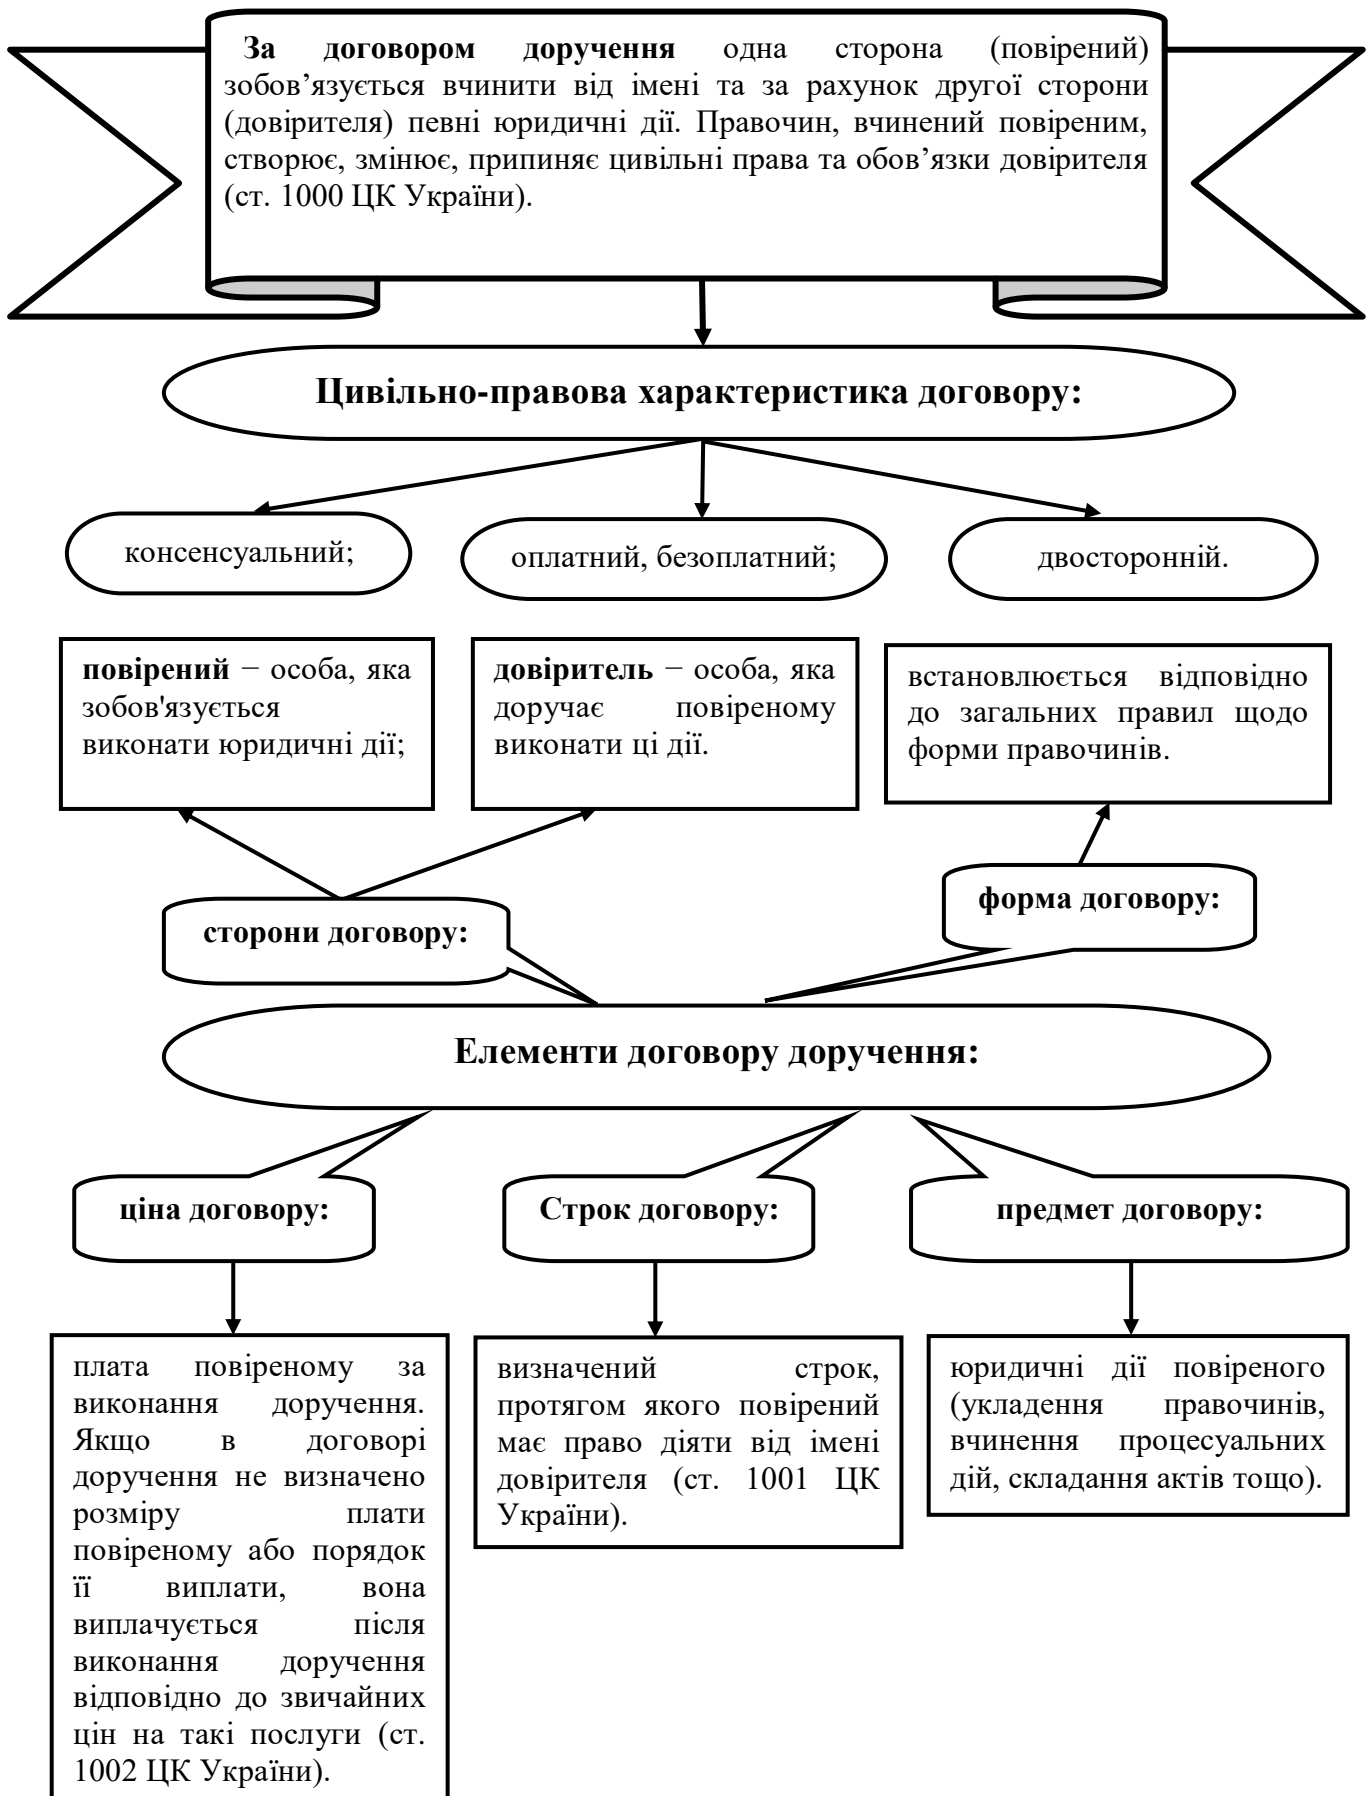 За договором доручення одна сторона (повірений)
зобов’язується вчинити від імені та за рахунок другої сторони
(довірителя) певні юридичні дії. Правочин, вчинений повіреним,
створює, змінює, припиняє цивільні права та обов’язки довірителя
(ст. 1000 ЦК України).
Цивільно-правова характеристика договору:
консенсуальний;
оплатний, безоплатний;
двосторонній.
повірений − особа, яка
зобов'язується
виконати юридичні дії;
довіритель − особа, яка
доручає повіреному
виконати ці дії.
встановлюється відповідно
до загальних правил щодо
форми правочинів.
сторони договору:
форма договору:
Елементи договору доручення:
ціна договору:
Строк договору:
предмет договору:
плата повіреному за
виконання доручення.
Якщо в договорі
доручення не визначено
розміру плати
повіреному або порядок
її виплати, вона
виплачується після
виконання доручення
відповідно до звичайних
цін на такі послуги (ст.
1002 ЦК України).
визначений строк,
протягом якого повірений
має право діяти від імені
довірителя (ст. 1001 ЦК
України).
юридичні дії повіреного
(укладення правочинів,
вчинення процесуальних
дій, складання актів тощо).